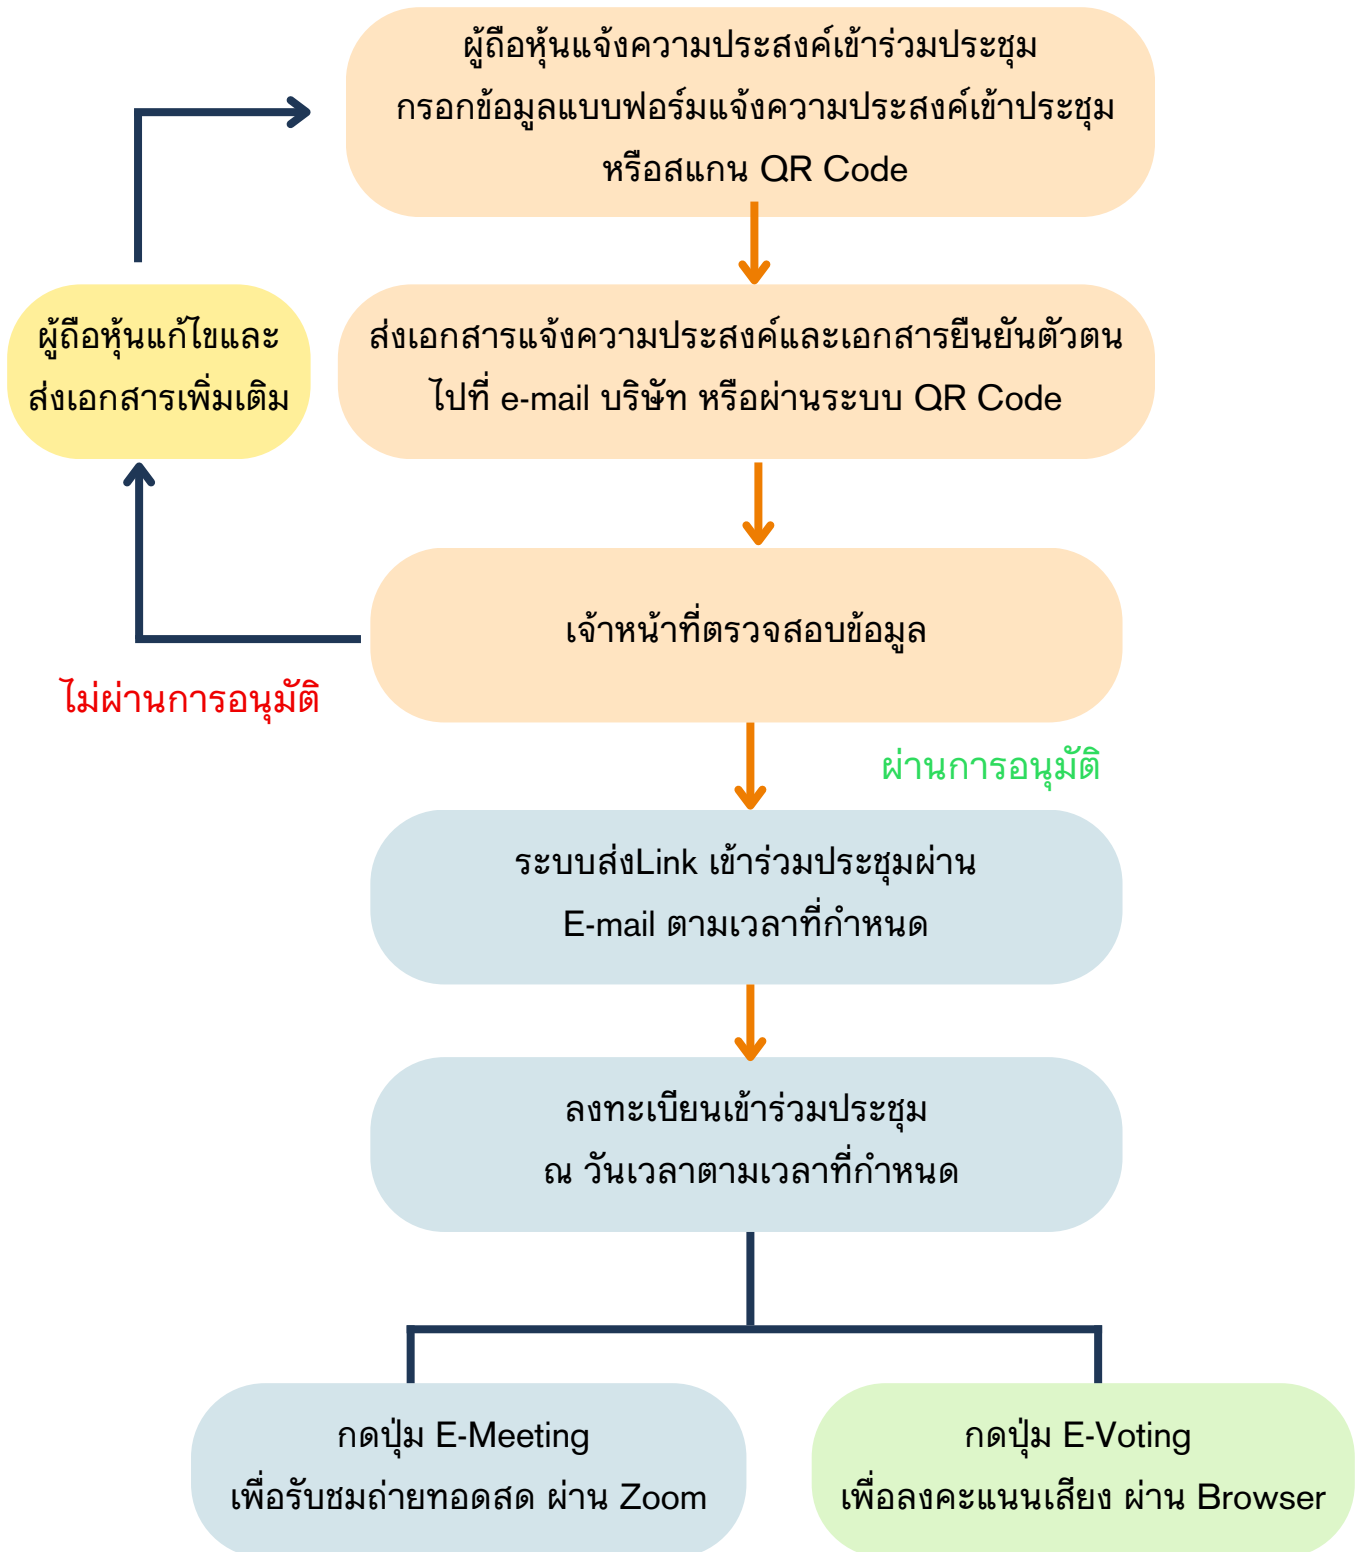 ผู้ถือหุ้นแจ้งความประสงค์เข้าร่วมประชุม
กรอกข้อมูลแบบฟอร์มแจ้งความประสงค์เข้าประชุม
หรือสแกน QR Code
ผู้ถือหุ้นแก้ไขและ
ส่งเอกสารเพิ่มเติม
ส่งเอกสารแจ้งความประสงค์และเอกสารยืนยันตัวตน
ไปที่ e-mail บริษัท หรือผ่านระบบ QR Code
เจ้าหน้าที่ตรวจสอบข้อมูล
ไม่ผ่านการอนุมัติ
ผ่านการอนุมัติ
ระบบส่งLink เข้าร่วมประชุมผ่าน
E-mail ตามเวลาที่กำหนด
ลงทะเบียนเข้าร่วมประชุม
ณ วันเวลาตามเวลาที่กำหนด
กดปุ่ม E-Meeting
เพื่อรับชมถ่ายทอดสด ผ่าน Zoom
กดปุ่ม E-Voting
เพื่อลงคะแนนเสียง ผ่าน Browser